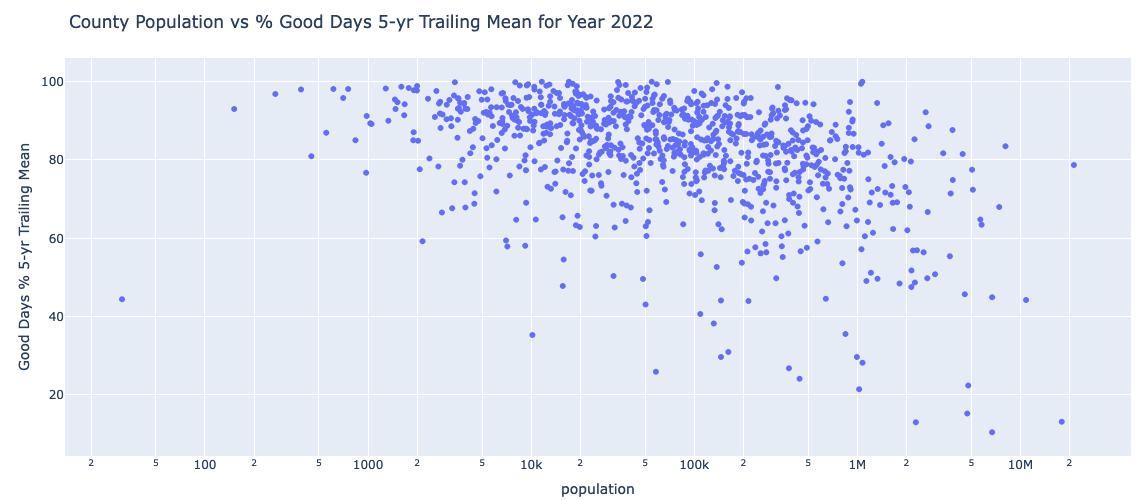 County Population vs % Good Days 5-yr Trailing Mean for Year 2022
Good Days % 5-yr Trailing Mean
100
80
60
40
20
2 5 100 2 5 1000 2 5 10k 2 5 100k 2 5 1M 2 5 10M 2
population